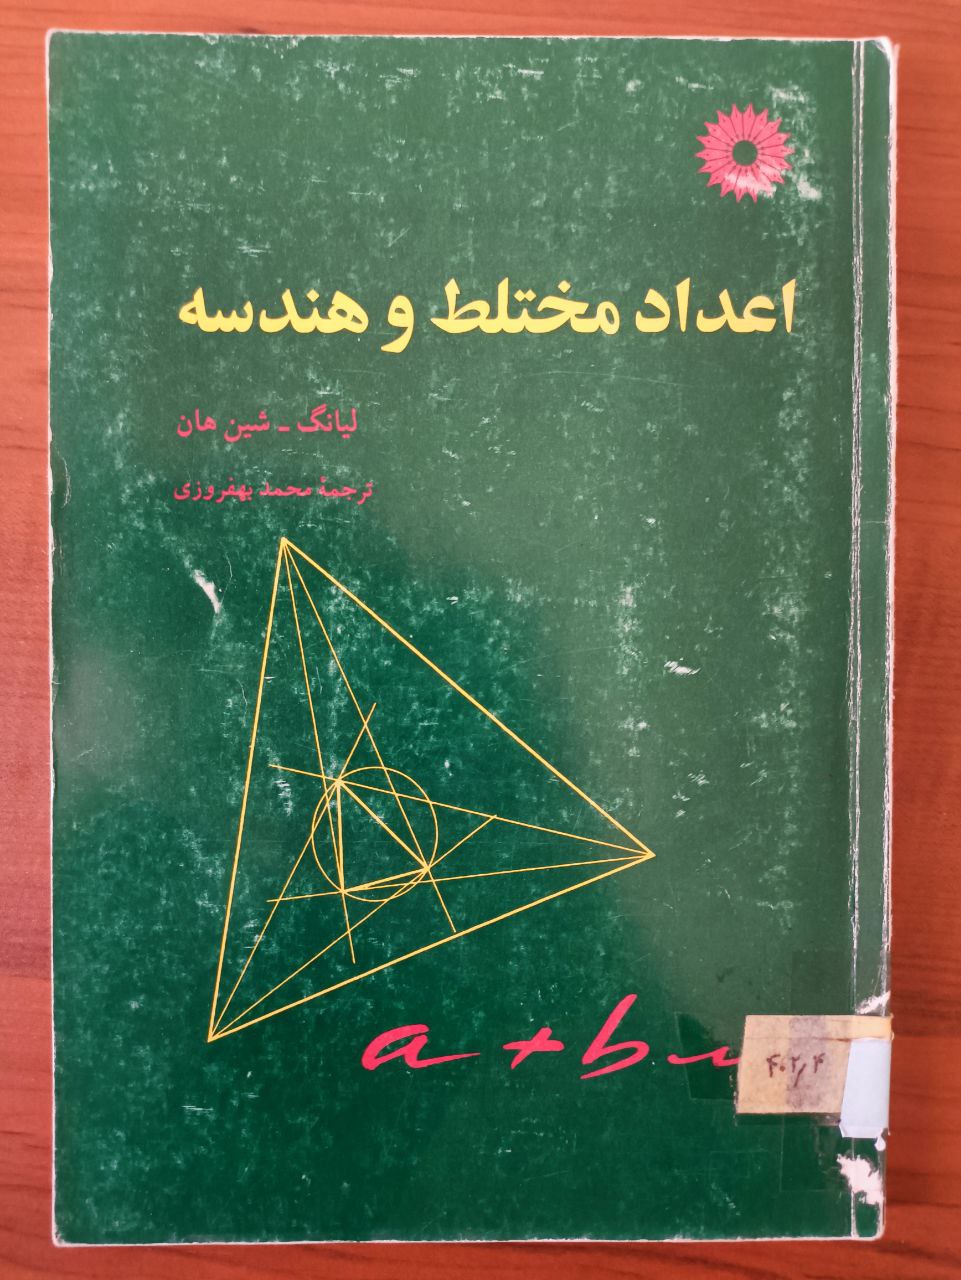 اعداد مختلط و هندسه
لیانگ ـ شین هان
ترجمهٔ محمد بهفروزی
a + b
۴۰۲٫۴